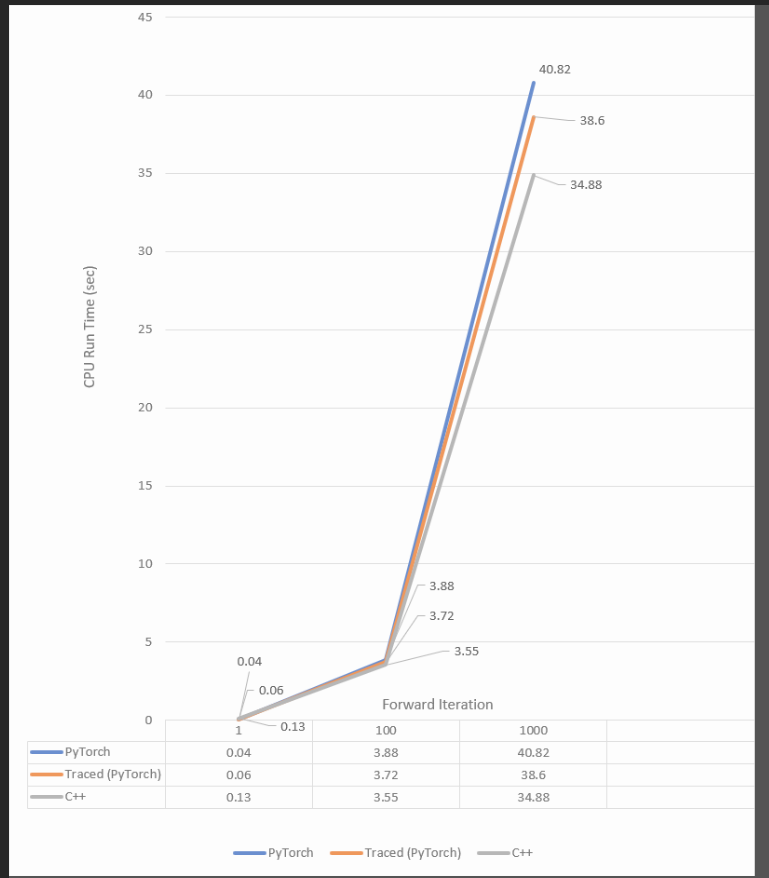 45
40.82
40
38.6
35
34.88
30
CPU Run Time (sec)
25
20
15
10
3.88
3.72
5
3.55
0.04
0.06
Forward Iteration
0
0.13
1 100 1000
PyTorch 0.04 3.88 40.82
Traced (PyTorch) 0.06 3.72 38.6
C++ 0.13 3.55 34.88
PyTorch Traced (PyTorch) C++